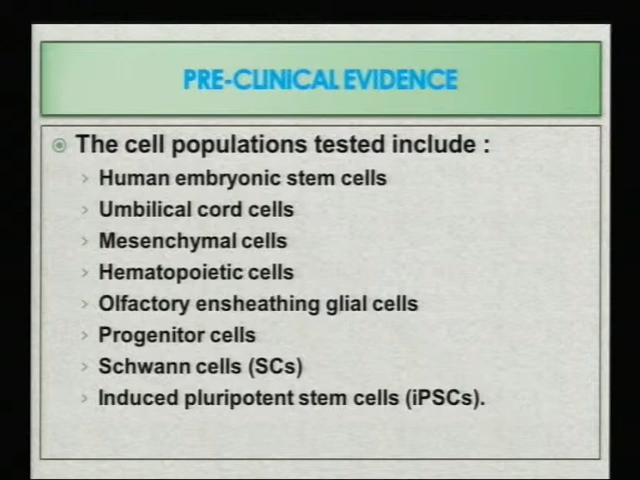 PRE-CLINICAL EVIDENCE
The cell populations tested include :
Human embryonic stem cells
Umbilical cord cells
Mesenchymal cells
Hematopoietic cells
Olfactory ensheathing glial cells
Progenitor cells
Schwann cells (SCs)
Induced pluripotent stem cells (iPSCs).